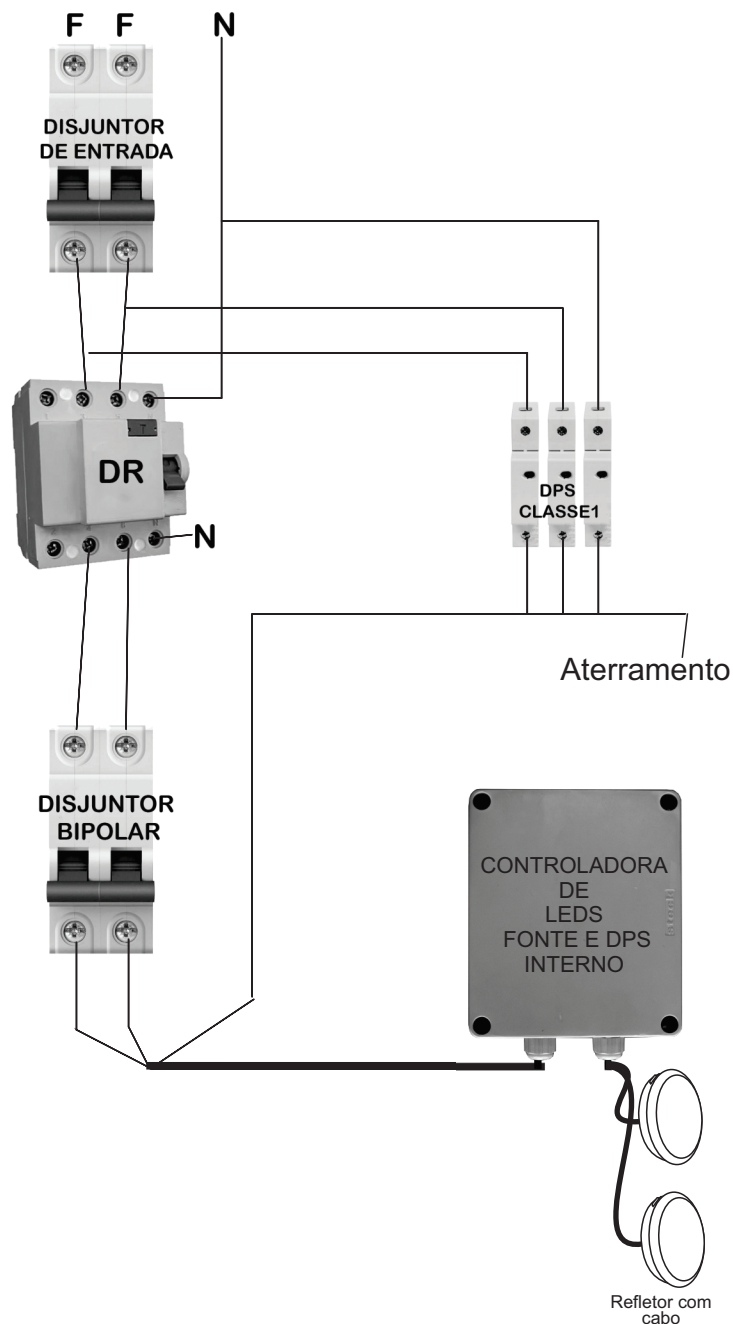 F F N
DISJUNTOR
DE ENTRADA
T
DR
N
DPS
CLASSE1
Aterramento
DISJUNTOR
BIPOLAR
CONTROLADORA
DE
LEDS
FONTE E DPS
INTERNO
Refletor com
cabo